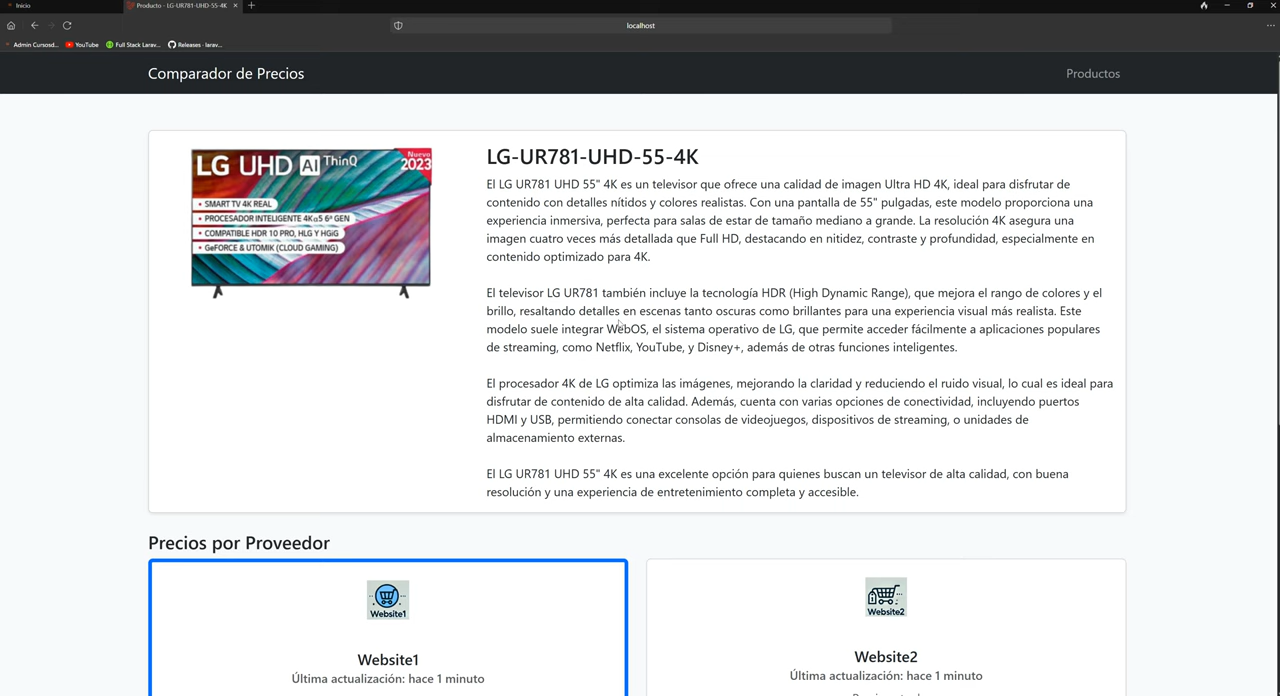 Inicio
Producto - LG-UR781-UHD-55-4K
localhost
Admin Cursosd...
YouTube
Full Stack Larav...
Releases · larav...
Comparador de Precios
Productos
LG UHD AI ThinQ
Nuevo
2023
• SMART TV 4K REAL
• PROCESADOR INTELIGENTE 4K α5 6ª GEN
• COMPATIBLE HDR 10 PRO, HLG Y HGiG
• GeFORCE & UTOMIK (CLOUD GAMING)
LG-UR781-UHD-55-4K
El LG UR781 UHD 55" 4K es un televisor que ofrece una calidad de imagen Ultra HD 4K, ideal para disfrutar de
contenido con detalles nítidos y colores realistas. Con una pantalla de 55" pulgadas, este modelo proporciona una
experiencia inmersiva, perfecta para salas de estar de tamaño mediano a grande. La resolución 4K asegura una
imagen cuatro veces más detallada que Full HD, destacando en nitidez, contraste y profundidad, especialmente en
contenido optimizado para 4K.
El televisor LG UR781 también incluye la tecnología HDR (High Dynamic Range), que mejora el rango de colores y el
brillo, resaltando detalles en escenas tanto oscuras como brillantes para una experiencia visual más realista. Este
modelo suele integrar WebOS, el sistema operativo de LG, que permite acceder fácilmente a aplicaciones populares
de streaming, como Netflix, YouTube, y Disney+, además de otras funciones inteligentes.
El procesador 4K de LG optimiza las imágenes, mejorando la claridad y reduciendo el ruido visual, lo cual es ideal para
disfrutar de contenido de alta calidad. Además, cuenta con varias opciones de conectividad, incluyendo puertos
HDMI y USB, permitiendo conectar consolas de videojuegos, dispositivos de streaming, o unidades de
almacenamiento externas.
El LG UR781 UHD 55" 4K es una excelente opción para quienes buscan un televisor de alta calidad, con buena
resolución y una experiencia de entretenimiento completa y accesible.
Precios por Proveedor
Website1
Website1
Última actualización: hace 1 minuto
Website2
Website2
Última actualización: hace 1 minuto